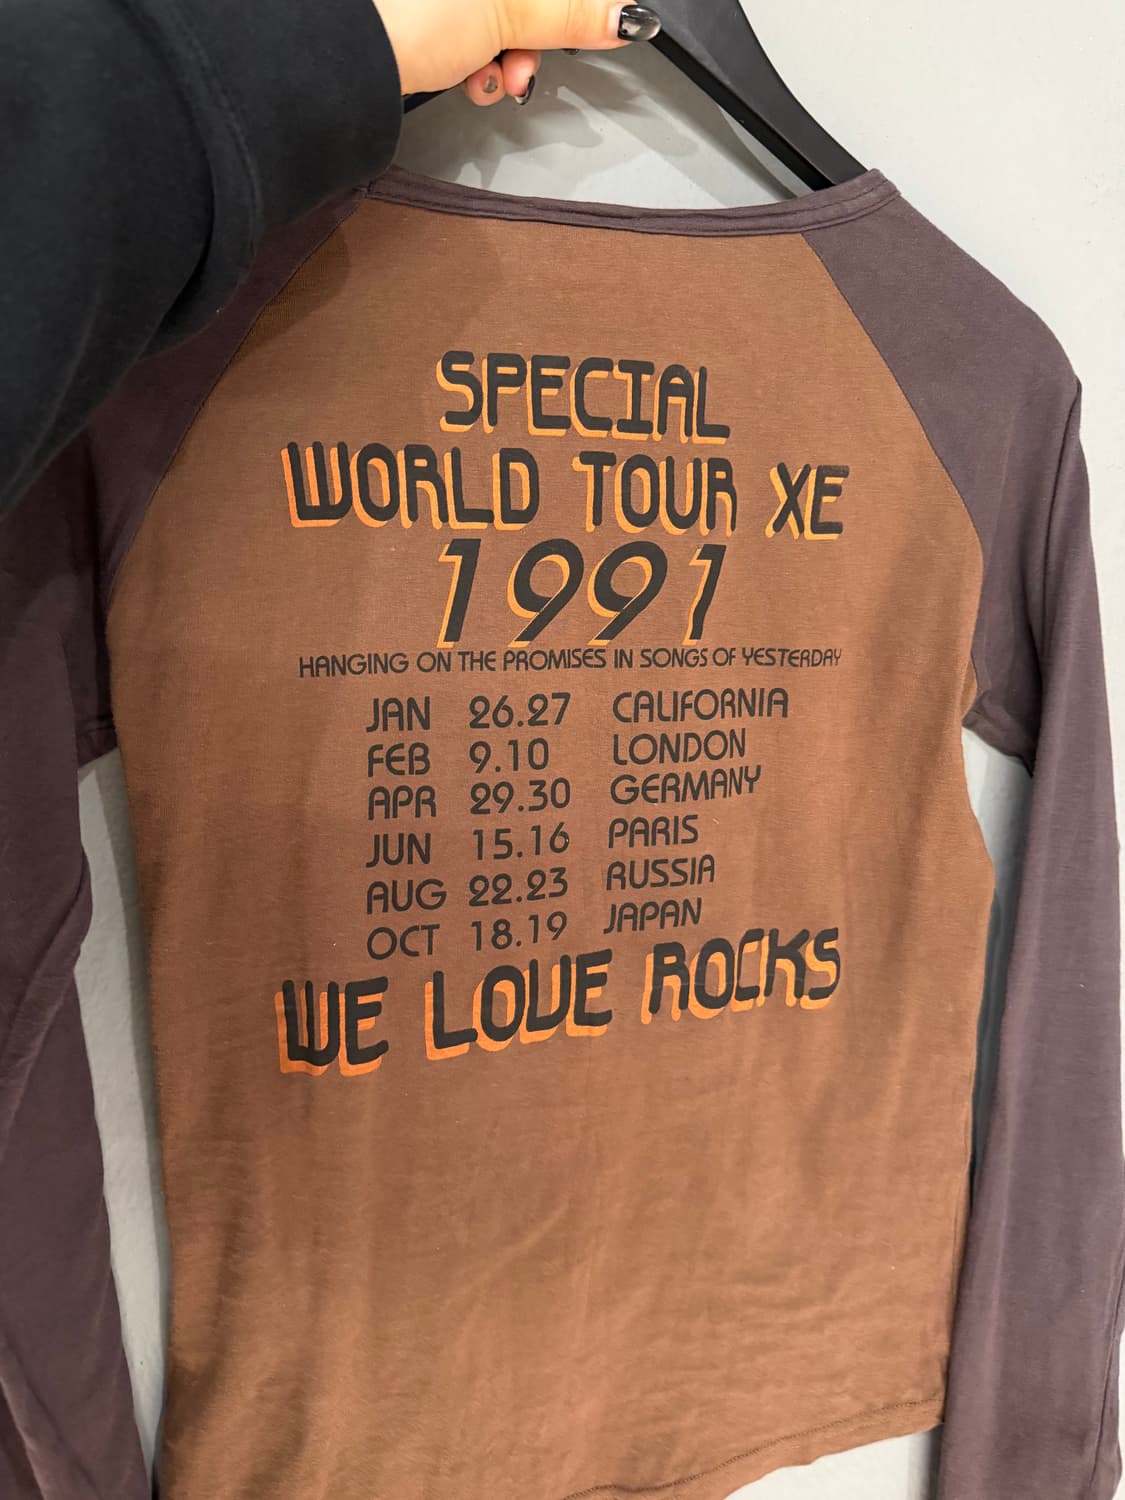 SPECIAL
WORLD TOUR XE
1991
HANGING ON THE PROMISES IN SONGS OF YESTERDAY
JAN 26.27 CALIFORNIA
FEB 9.10 LONDON
APR 29.30 GERMANY
JUN 15.16 PARIS
AUG 22.23 RUSSIA
OCT 18.19 JAPAN
WE LOVE ROCKS